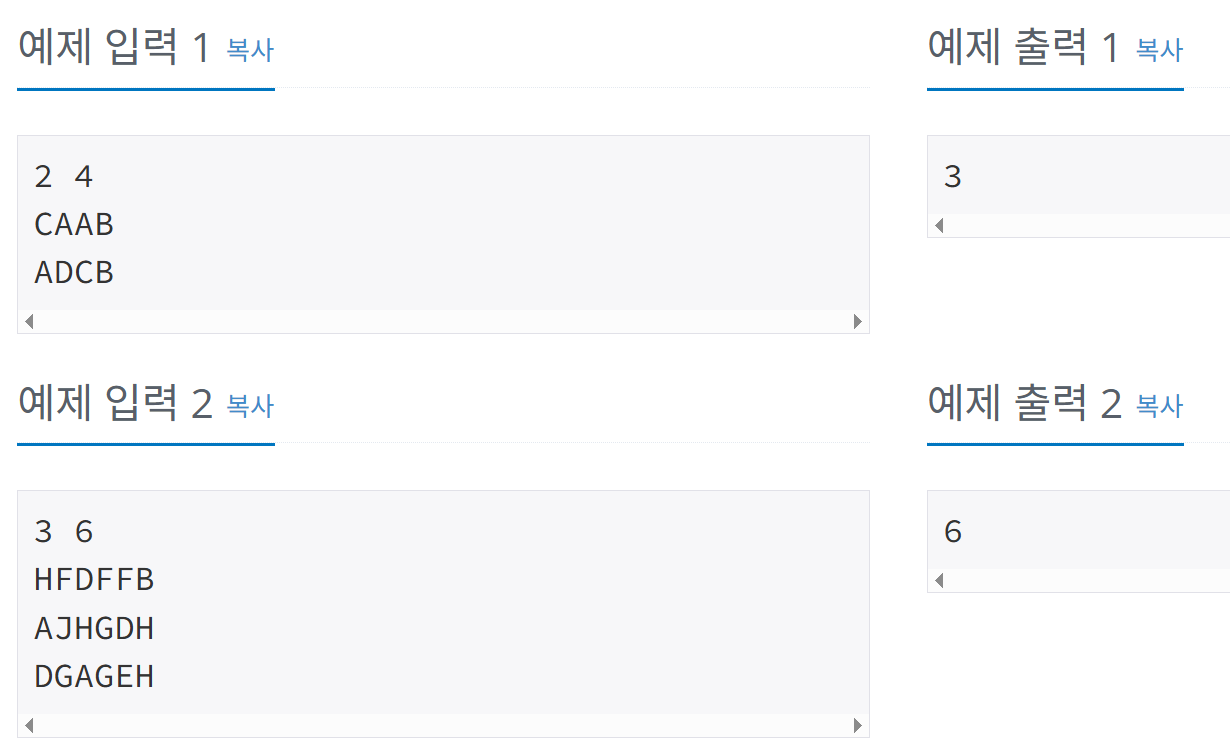 예제 입력 1 복사
2 4
CAAB
ADCB
예제 출력 1 복사
3
예제 입력 2 복사
3 6
HFDFFB
AJHGDH
DGAGEH
예제 출력 2 복사
6